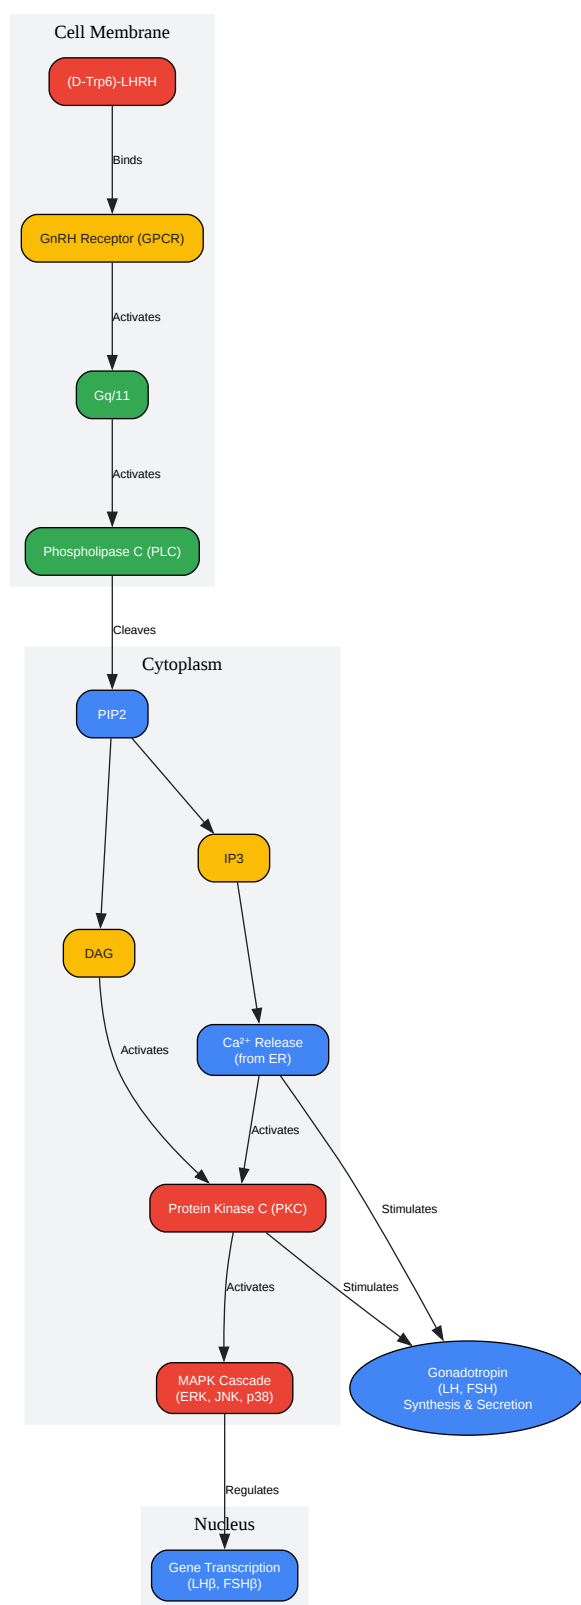 Cell Membrane
(D-Trp6)-LHRH
Binds
GnRH Receptor (GPCR)
Activates
Gq/11
Activates
Phospholipase C (PLC)
Cleaves
Cytoplasm
PIP2
IP3
DAG
Ca²⁺ Release
(from ER)
Activates
Activates
Protein Kinase C (PKC)
Stimulates
Activates
Stimulates
MAPK Cascade
(ERK, JNK, p38)
Gonadotropin
(LH, FSH)
Synthesis & Secretion
Regulates
Nucleus
Gene Transcription
(LHβ, FSHβ)